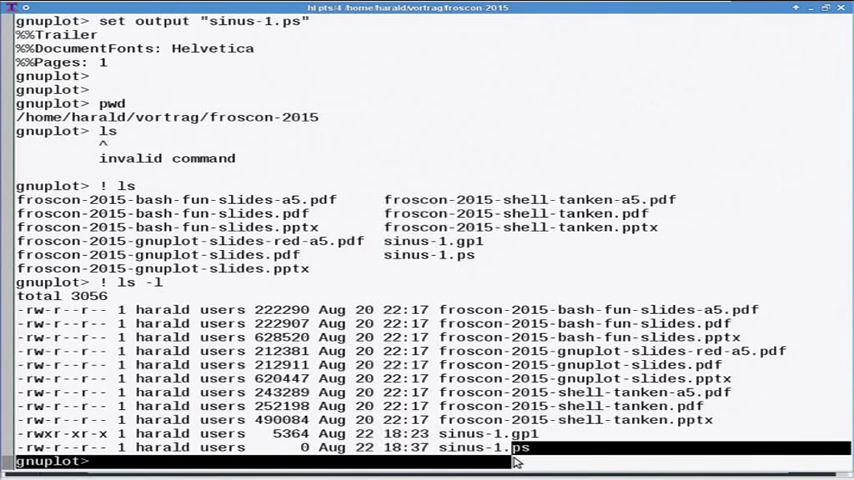 hl pts/4 /home/harald/vortrag/froscon-2015
gnuplot> set output "sinus-1.ps"
%%Trailer
%%DocumentFonts: Helvetica
%%Pages: 1
gnuplot>
gnuplot>
gnuplot> pwd
/home/harald/vortrag/froscon-2015
gnuplot> ls
^
invalid command
gnuplot> ! ls
froscon-2015-bash-fun-slides-a5.pdf froscon-2015-shell-tanken-a5.pdf
froscon-2015-bash-fun-slides.pdf froscon-2015-shell-tanken.pdf
froscon-2015-bash-fun-slides.pptx froscon-2015-shell-tanken.pptx
froscon-2015-gnuplot-slides-red-a5.pdf sinus-1.gp1
froscon-2015-gnuplot-slides.pdf sinus-1.ps
froscon-2015-gnuplot-slides.pptx
gnuplot> ! ls -l
total 3056
-rw-r--r-- 1 harald users 222290 Aug 20 22:17 froscon-2015-bash-fun-slides-a5.pdf
-rw-r--r-- 1 harald users 222907 Aug 20 22:17 froscon-2015-bash-fun-slides.pdf
-rw-r--r-- 1 harald users 628520 Aug 20 22:17 froscon-2015-bash-fun-slides.pptx
-rw-r--r-- 1 harald users 212381 Aug 20 22:17 froscon-2015-gnuplot-slides-red-a5.pdf
-rw-r--r-- 1 harald users 212911 Aug 20 22:17 froscon-2015-gnuplot-slides.pdf
-rw-r--r-- 1 harald users 620447 Aug 20 22:17 froscon-2015-gnuplot-slides.pptx
-rw-r--r-- 1 harald users 243289 Aug 20 22:17 froscon-2015-shell-tanken-a5.pdf
-rw-r--r-- 1 harald users 252198 Aug 20 22:17 froscon-2015-shell-tanken.pdf
-rw-r--r-- 1 harald users 490084 Aug 20 22:17 froscon-2015-shell-tanken.pptx
-rwxr-xr-x 1 harald users 5364 Aug 22 18:23 sinus-1.gp1
-rw-r--r-- 1 harald users 0 Aug 22 18:37 sinus-1.ps
gnuplot>